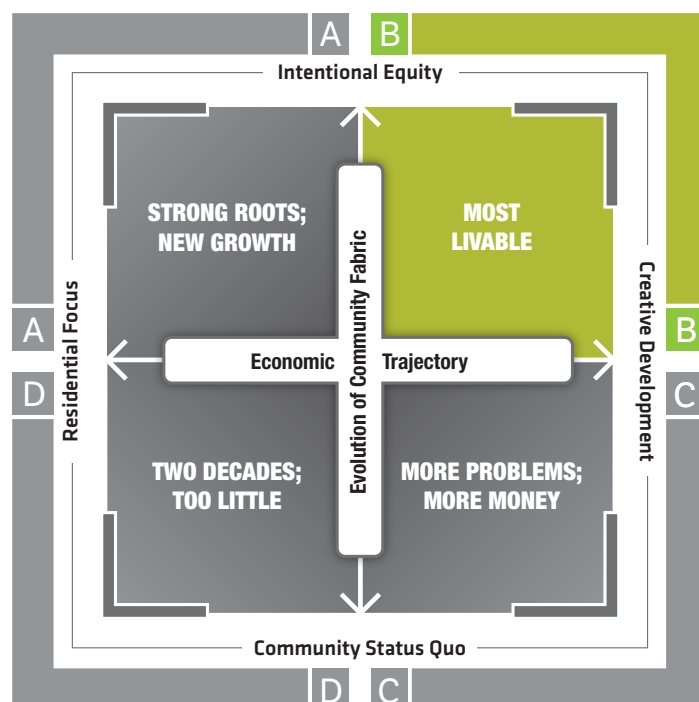 A
B
Intentional Equity
STRONG ROOTS;
NEW GROWTH
MOST
LIVABLE
A
B
Residential Focus
Economic Trajectory
Evolution of Community Fabric
Creative Development
D
C
TWO DECADES;
TOO LITTLE
MORE PROBLEMS;
MORE MONEY
Community Status Quo
D
C